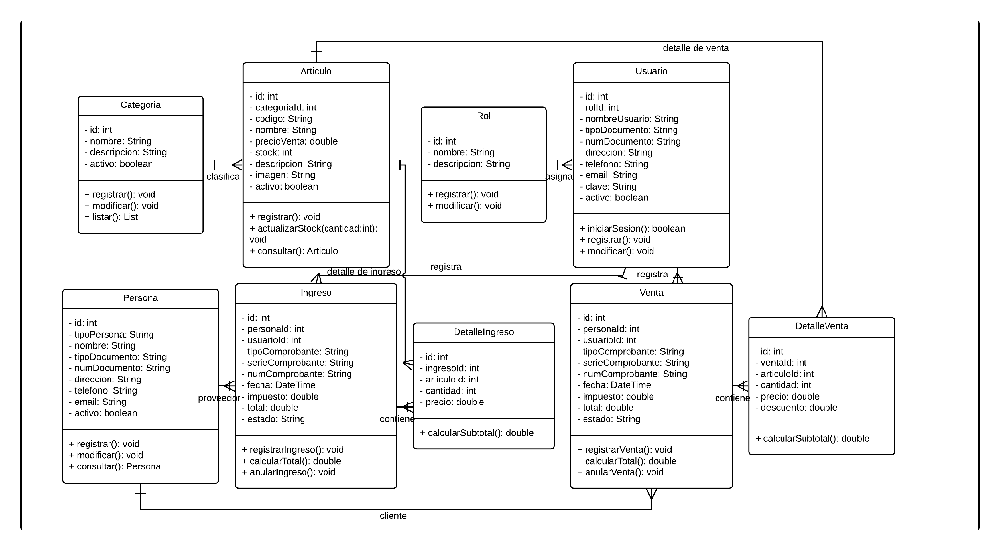 detalle de venta
Articulo
- id: int
- categoriaId: int
- codigo: String
- nombre: String
- precioVenta: double
- stock: int
- descripcion: String
- imagen: String
- activo: boolean
+ registrar(): void
+ actualizarStock(cantidad:int):
void
+ consultar(): Articulo
Usuario
- id: int
- rolId: int
- nombreUsuario: String
- tipoDocumento: String
- numDocumento: String
- direccion: String
- telefono: String
- email: String
- clave: String
- activo: boolean
+ iniciarSesion(): boolean
+ registrar(): void
+ modificar(): void
Categoria
- id: int
- nombre: String
- descripcion: String
- activo: boolean
+ registrar(): void
+ modificar(): void
+ listar(): List
clasifica
Rol
- id: int
- nombre: String
- descripcion: String
+ registrar(): void
+ modificar(): void
asigna
detalle de ingreso
registra
registra
Persona
- id: int
- tipoPersona: String
- nombre: String
- tipoDocumento: String
- numDocumento: String
- direccion: String
- telefono: String
- email: String
- activo: boolean
+ registrar(): void
+ modificar(): void
+ consultar(): Persona
proveedor
Ingreso
- id: int
- personaId: int
- usuarioId: int
- tipoComprobante: String
- serieComprobante: String
- numComprobante: String
- fecha: DateTime
- impuesto: double
- total: double
- estado: String
+ registrarIngreso(): void
+ calcularTotal(): double
+ anularIngreso(): void
contiene
DetalleIngreso
- id: int
- ingresoId: int
- articuloId: int
- cantidad: int
- precio: double
+ calcularSubtotal(): double
Venta
- id: int
- personaId: int
- usuarioId: int
- tipoComprobante: String
- serieComprobante: String
- numComprobante: String
- fecha: DateTime
- impuesto: double
- total: double
- estado: String
+ registrarVenta(): void
+ calcularTotal(): double
+ anularVenta(): void
contiene
DetalleVenta
- id: int
- ventaId: int
- articuloId: int
- cantidad: int
- precio: double
- descuento: double
+ calcularSubtotal(): double
cliente